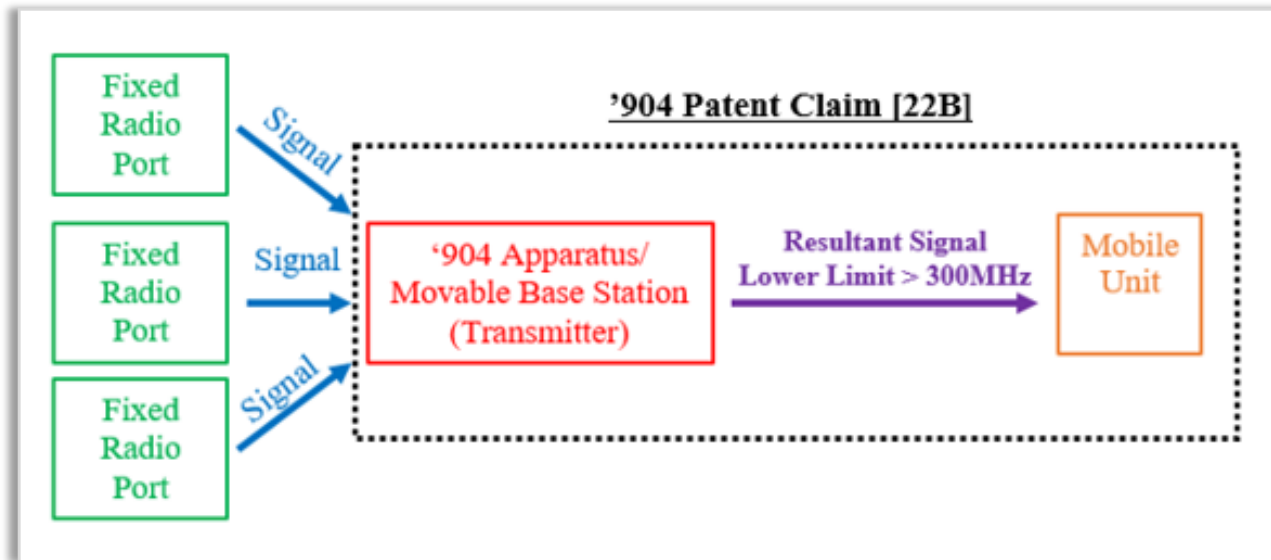 Fixed
Radio
Port
Signal
’904 Patent Claim [22B]
Fixed
Radio
Port
Signal
‘904 Apparatus/
Movable Base Station
(Transmitter)
Resultant Signal
Lower Limit > 300MHz
Mobile
Unit
Fixed
Radio
Port
Signal